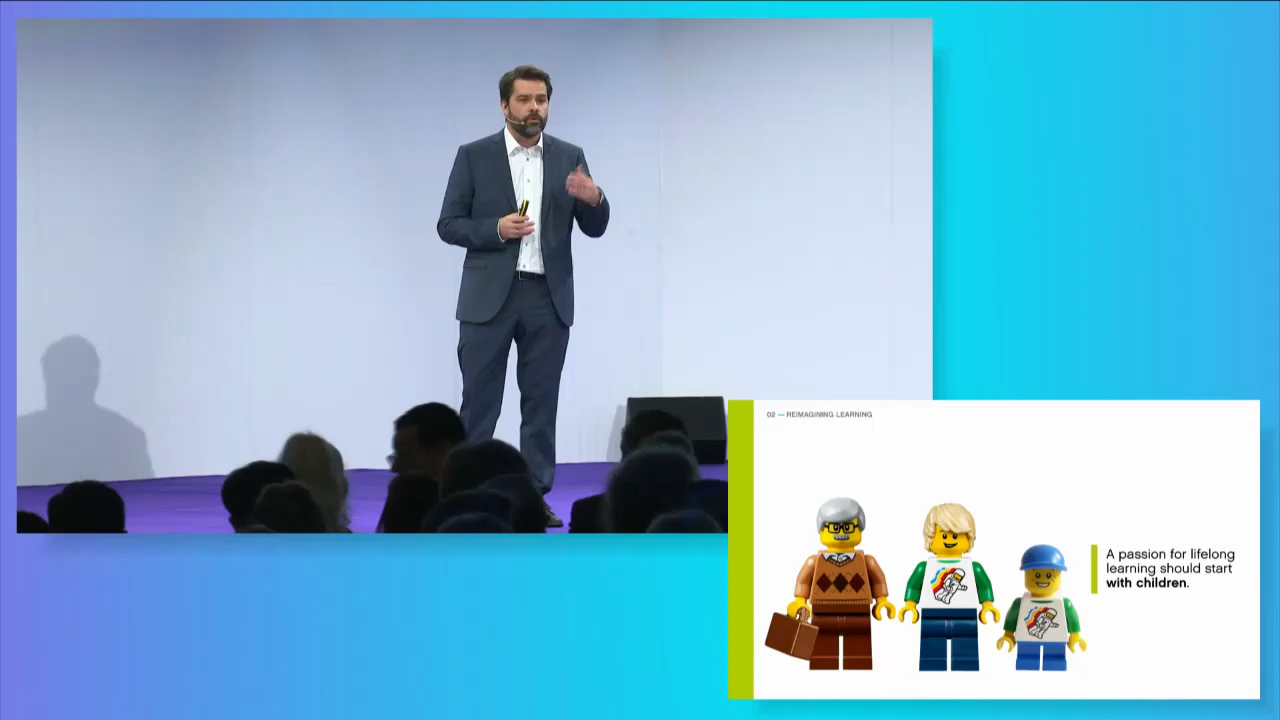 02 — REIMAGINING LEARNING
A passion for lifelong
learning should start
with children.